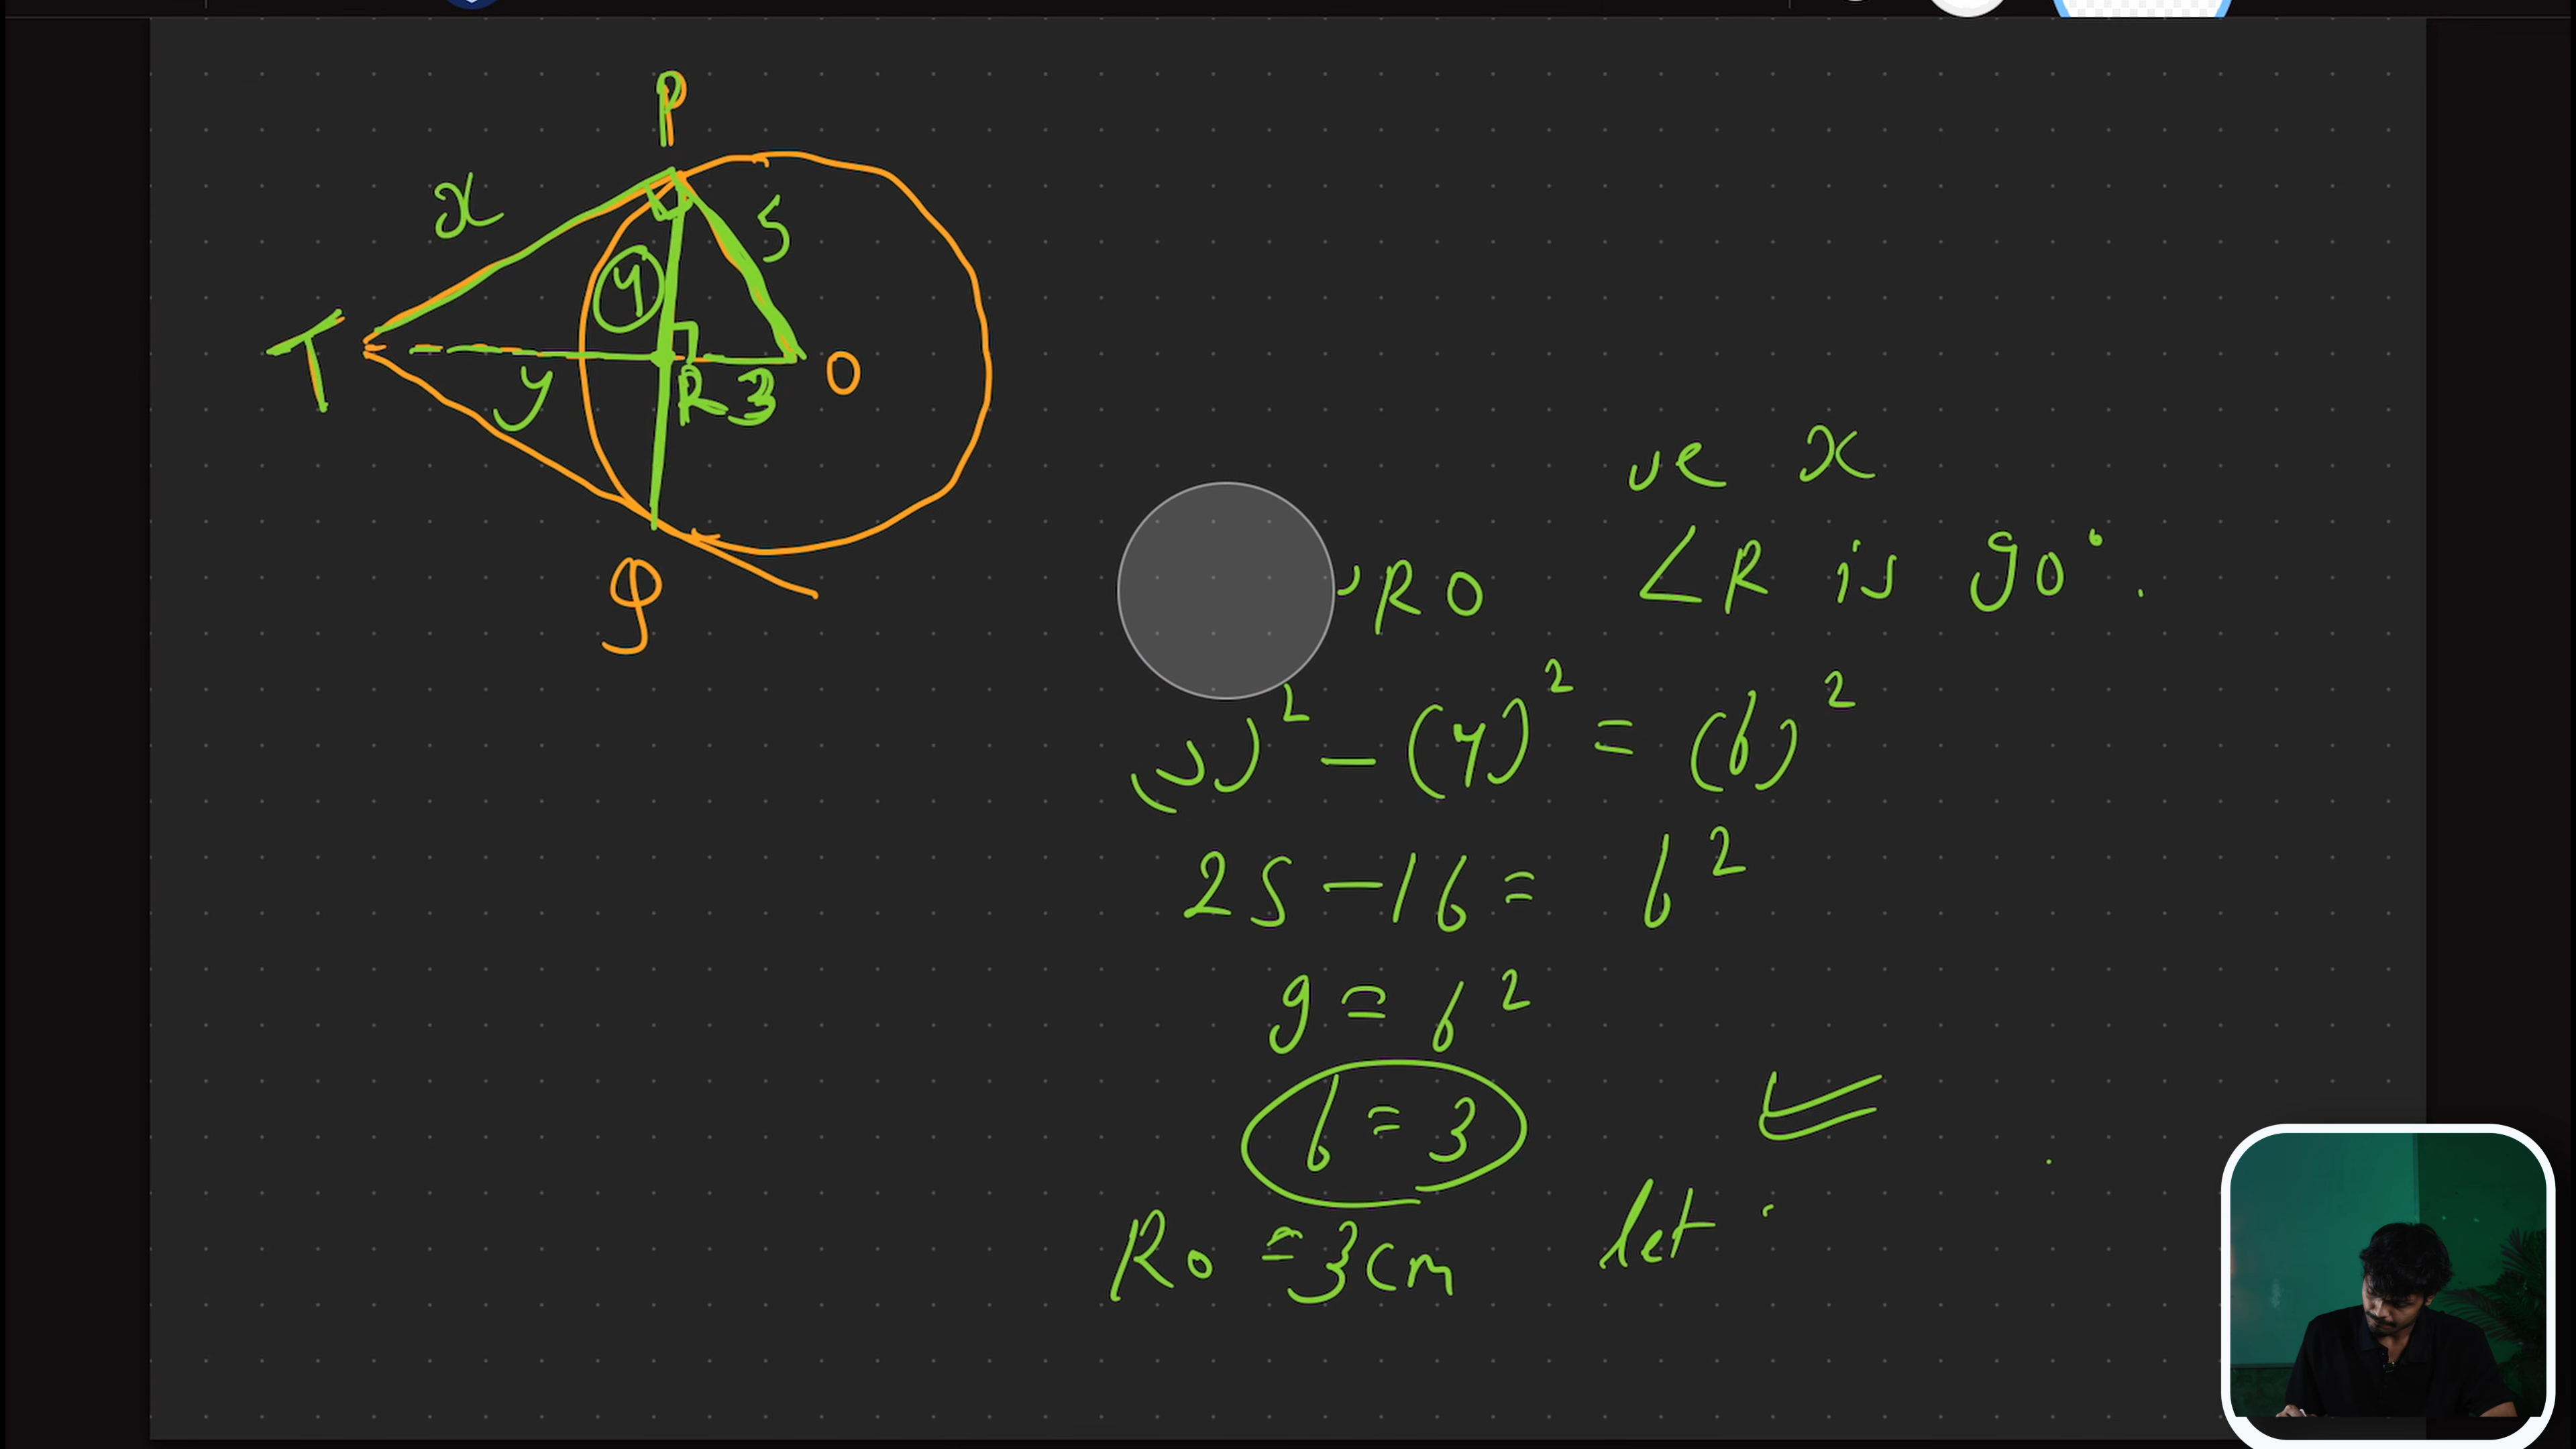 P
x
5
4
T
y
R 3
O
Q
x
RO ∠R is 90°.
)² - (4)² = (b)²
25 - 16 = b²
9 = b²
b = 3
RO = 3cm let